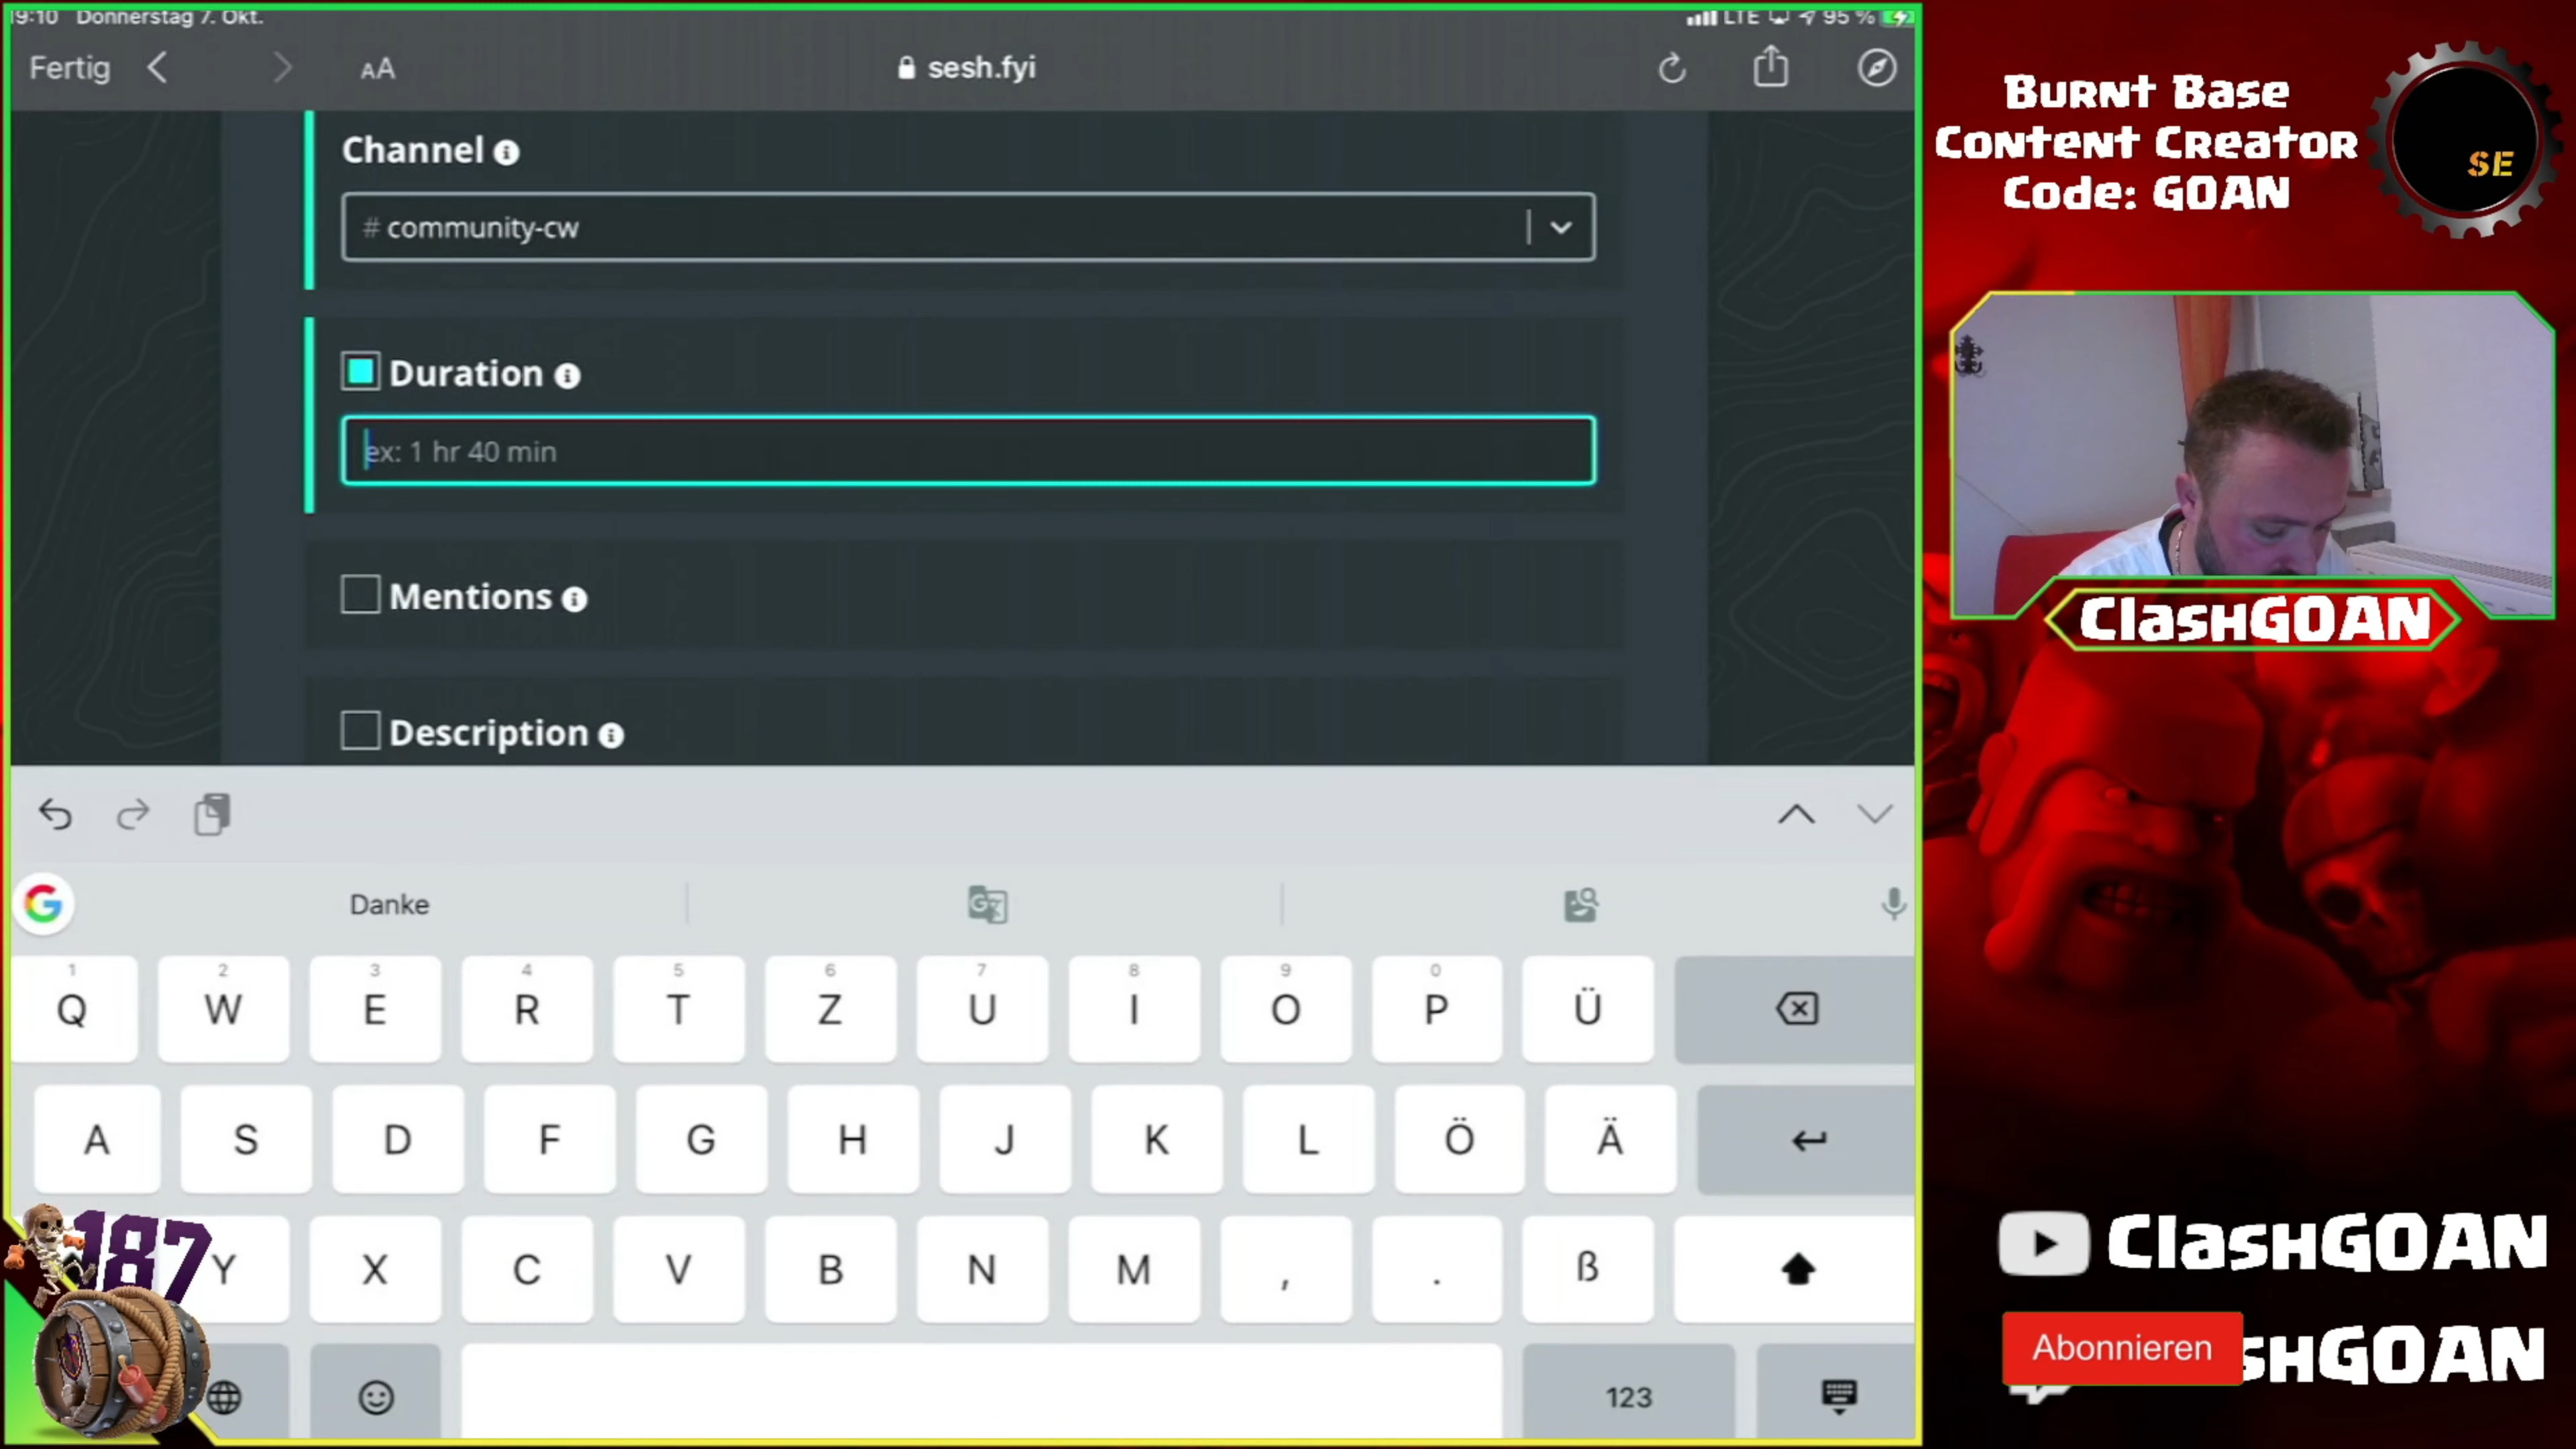 19:10 Donnerstag 7. Okt.
LTE 95 %
Fertig
AA
sesh.fyi
Channel
# community-cw
Duration
ex: 1 hr 40 min
Mentions
Description
Danke
1 2 3 4 5 6 7 8 9 0
Q W E R T Z U I O P Ü
A S D F G H J K L Ö Ä
Y X C V B N M , . ß
123
187
Burnt Base
Content Creator
Code: GOAN
SE
ClashGOAN
ClashGOAN
Abonnieren
shGOAN